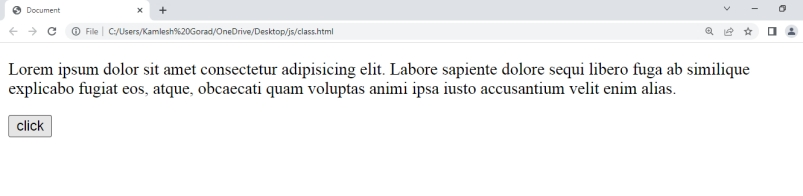 Document
File
C:/Users/Kamlesh%20Gorad/OneDrive/Desktop/js/class.html
Lorem ipsum dolor sit amet consectetur adipisicing elit. Labore sapiente dolore sequi libero fuga ab similique
explicabo fugiat eos, atque, obcaecati quam voluptas animi ipsa iusto accusantium velit enim alias.
click